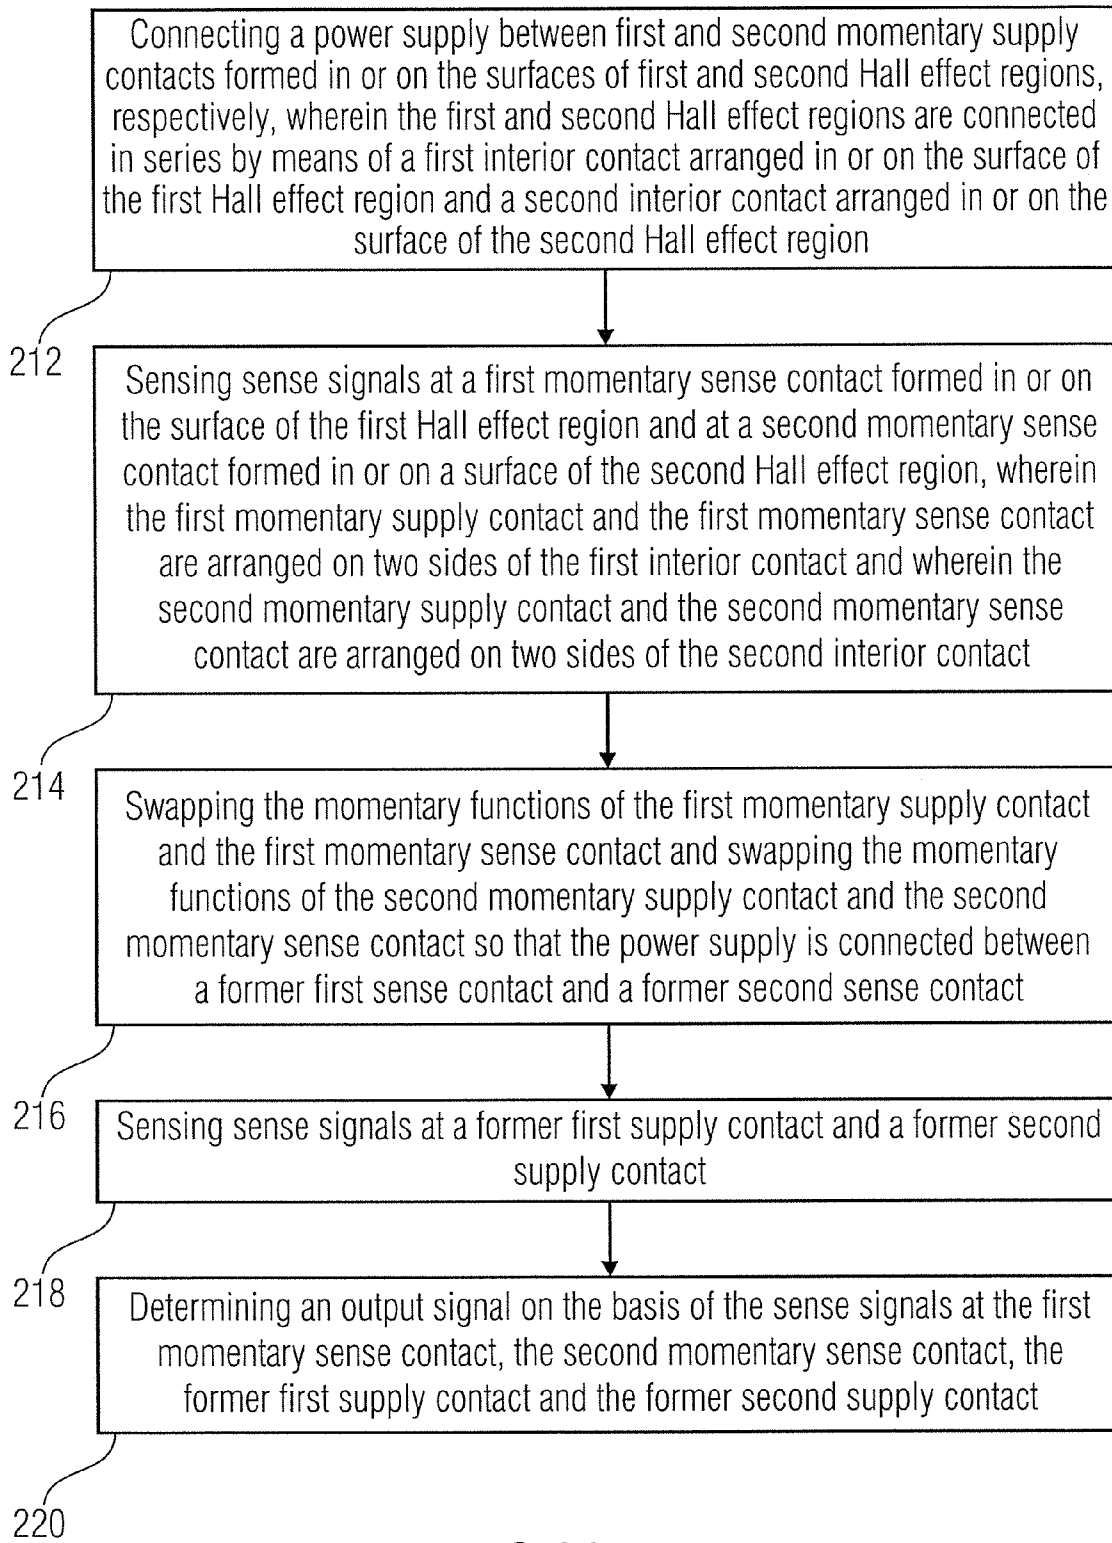 Connecting a power supply between first and second momentary supply
contacts formed in or on the surfaces of first and second Hall effect regions,
respectively, wherein the first and second Hall effect regions are connected
in series by means of a first interior contact arranged in or on the surface of
the first Hall effect region and a second interior contact arranged in or on the
surface of the second Hall effect region
212
Sensing sense signals at a first momentary sense contact formed in or on
the surface of the first Hall effect region and at a second momentary sense
contact formed in or on a surface of the second Hall effect region, wherein
the first momentary supply contact and the first momentary sense contact
are arranged on two sides of the first interior contact and wherein the
second momentary supply contact and the second momentary sense
contact are arranged on two sides of the second interior contact
214
Swapping the momentary functions of the first momentary supply contact
and the first momentary sense contact and swapping the momentary
functions of the second momentary supply contact and the second
momentary sense contact so that the power supply is connected between
a former first sense contact and a former second sense contact
216
Sensing sense signals at a former first supply contact and a former second
supply contact
218
Determining an output signal on the basis of the sense signals at the first
momentary sense contact, the second momentary sense contact, the
former first supply contact and the former second supply contact
220